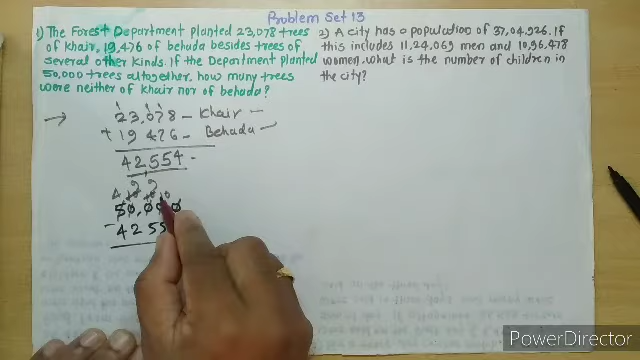 Problem Set 13
1) The Forest Department planted 23,078 trees
of Khair, 19,476 of behada besides trees of
several other kinds. If the Department planted
50,000 trees altogether, how many trees
were neither of Khair nor of behada?
2) A city has a population of 37,04,926. If
this includes 11,24,069 men and 10,96,478
women, what is the number of children in
the city?
→ 23,078 – Khair –
+ 19 476 – Behada –
42554 –
50,000
- 4255
PowerDirector